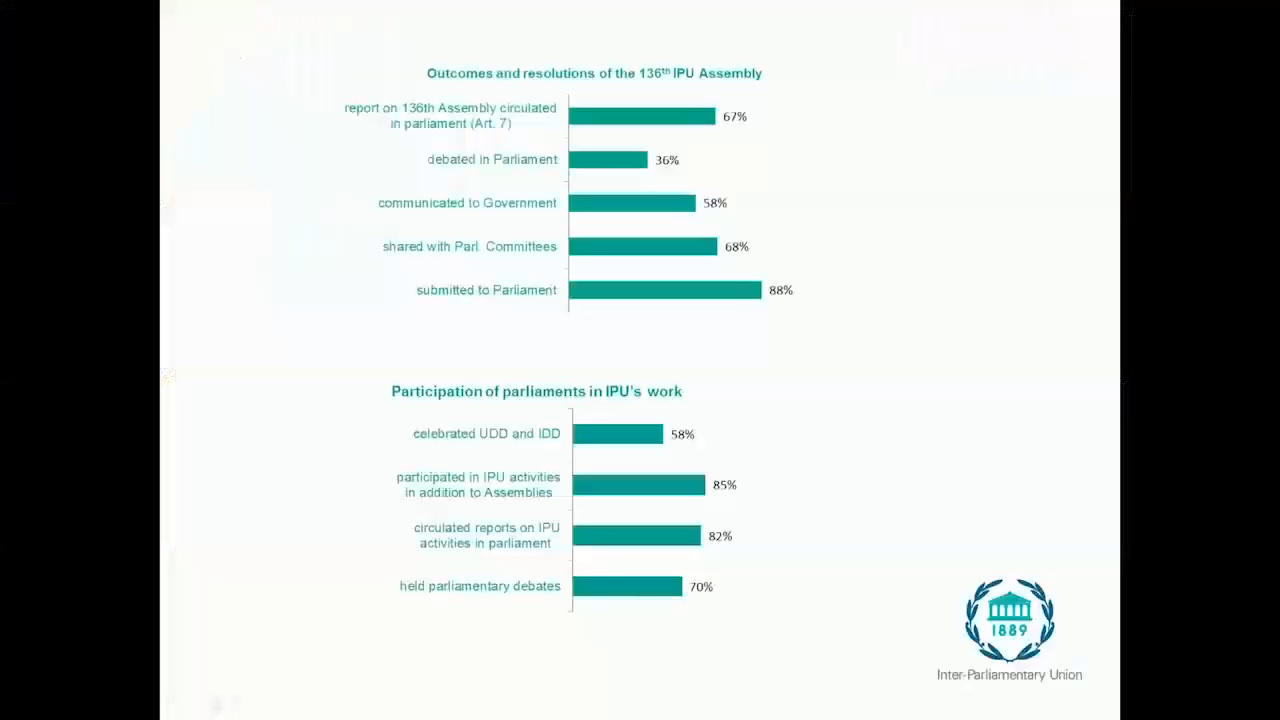 Outcomes and resolutions of the 136th IPU Assembly
report on 136th Assembly circulated
in parliament (Art. 7)
67%
debated in Parliament
36%
communicated to Government
58%
shared with Parl. Committees
68%
submitted to Parliament
88%
Participation of parliaments in IPU's work
celebrated UDD and IDD
58%
participated in IPU activities
in addition to Assemblies
85%
circulated reports on IPU
activities in parliament
82%
held parliamentary debates
70%
1889
Inter-Parliamentary Union